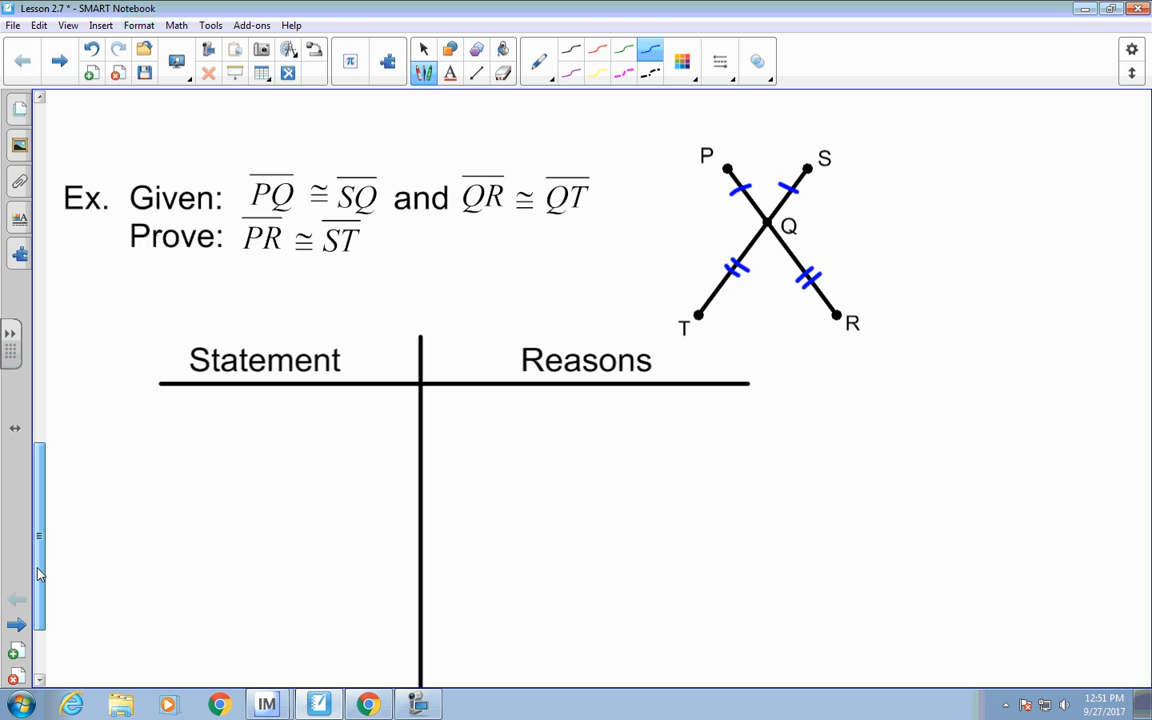 Lesson 2.7 * - SMART Notebook
File Edit View Insert Format Math Tools Add-ons Help
P S
Ex. Given: PQ ≅ SQ and QR ≅ QT
Q
Prove: PR ≅ ST
T R
Statement Reasons
IM
12:51 PM
9/27/2017